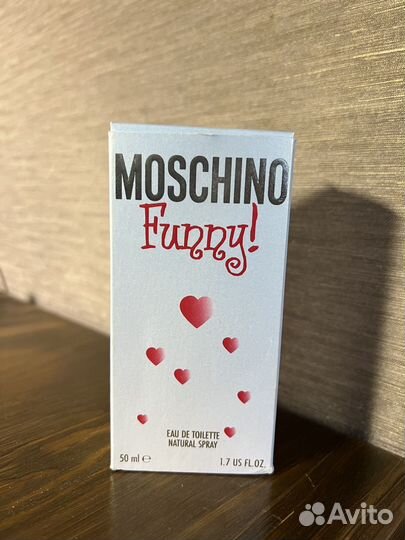 MOSCHINO
Funny!
EAU DE TOILETTE
NATURAL SPRAY
50 ml ℮ 1.7 US FL.OZ.
Avito